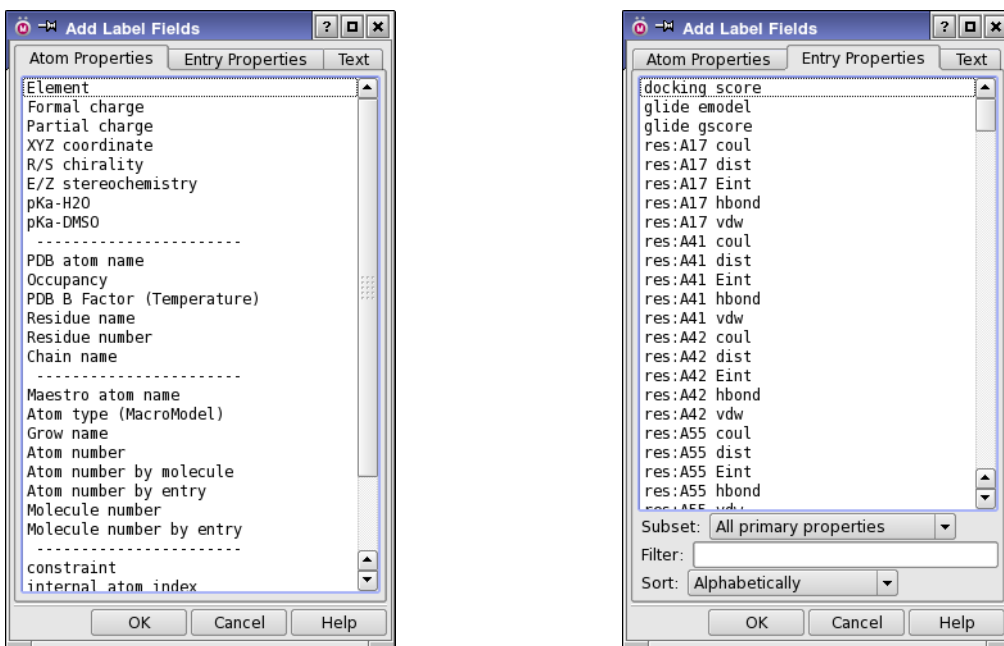 Add Label Fields
Atom Properties Entry Properties Text
Element
Formal charge
Partial charge
XYZ coordinate
R/S chirality
E/Z stereochemistry
pKa-H2O
pKa-DMSO
-----------------------
PDB atom name
Occupancy
PDB B Factor (Temperature)
Residue name
Residue number
Chain name
-----------------------
Maestro atom name
Atom type (MacroModel)
Grow name
Atom number
Atom number by molecule
Atom number by entry
Molecule number
Molecule number by entry
-----------------------
constraint
internal atom index
OK Cancel Help
Add Label Fields
Atom Properties Entry Properties Text
docking score
glide emodel
glide gscore
res:A17 coul
res:A17 dist
res:A17 Eint
res:A17 hbond
res:A17 vdw
res:A41 coul
res:A41 dist
res:A41 Eint
res:A41 hbond
res:A41 vdw
res:A42 coul
res:A42 dist
res:A42 Eint
res:A42 hbond
res:A42 vdw
res:A55 coul
res:A55 dist
res:A55 Eint
res:A55 hbond
res:A55 vdw
Subset: All primary properties
Filter:
Sort: Alphabetically
OK Cancel Help